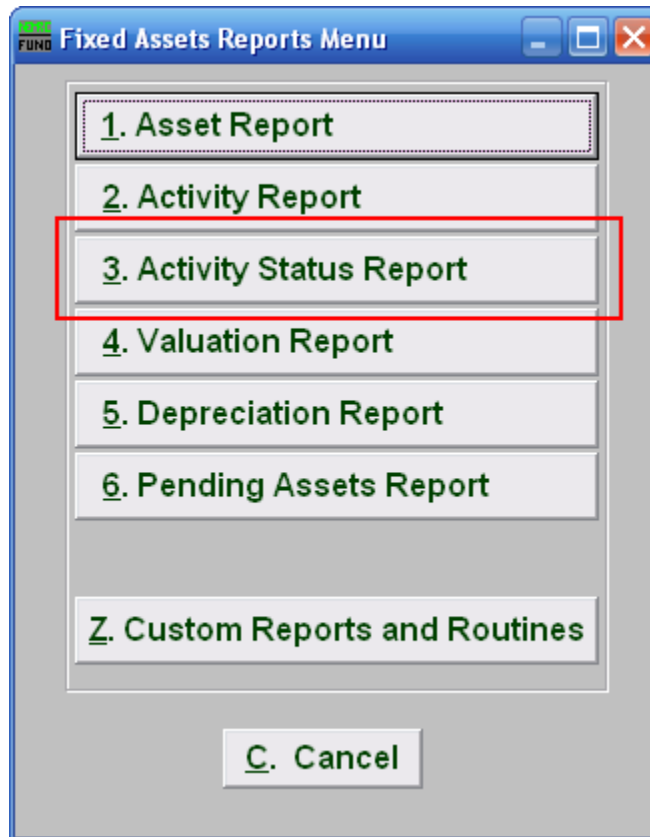 FUND Fixed Assets Reports Menu
1. Asset Report
2. Activity Report
3. Activity Status Report
4. Valuation Report
5. Depreciation Report
6. Pending Assets Report
Z. Custom Reports and Routines
C. Cancel